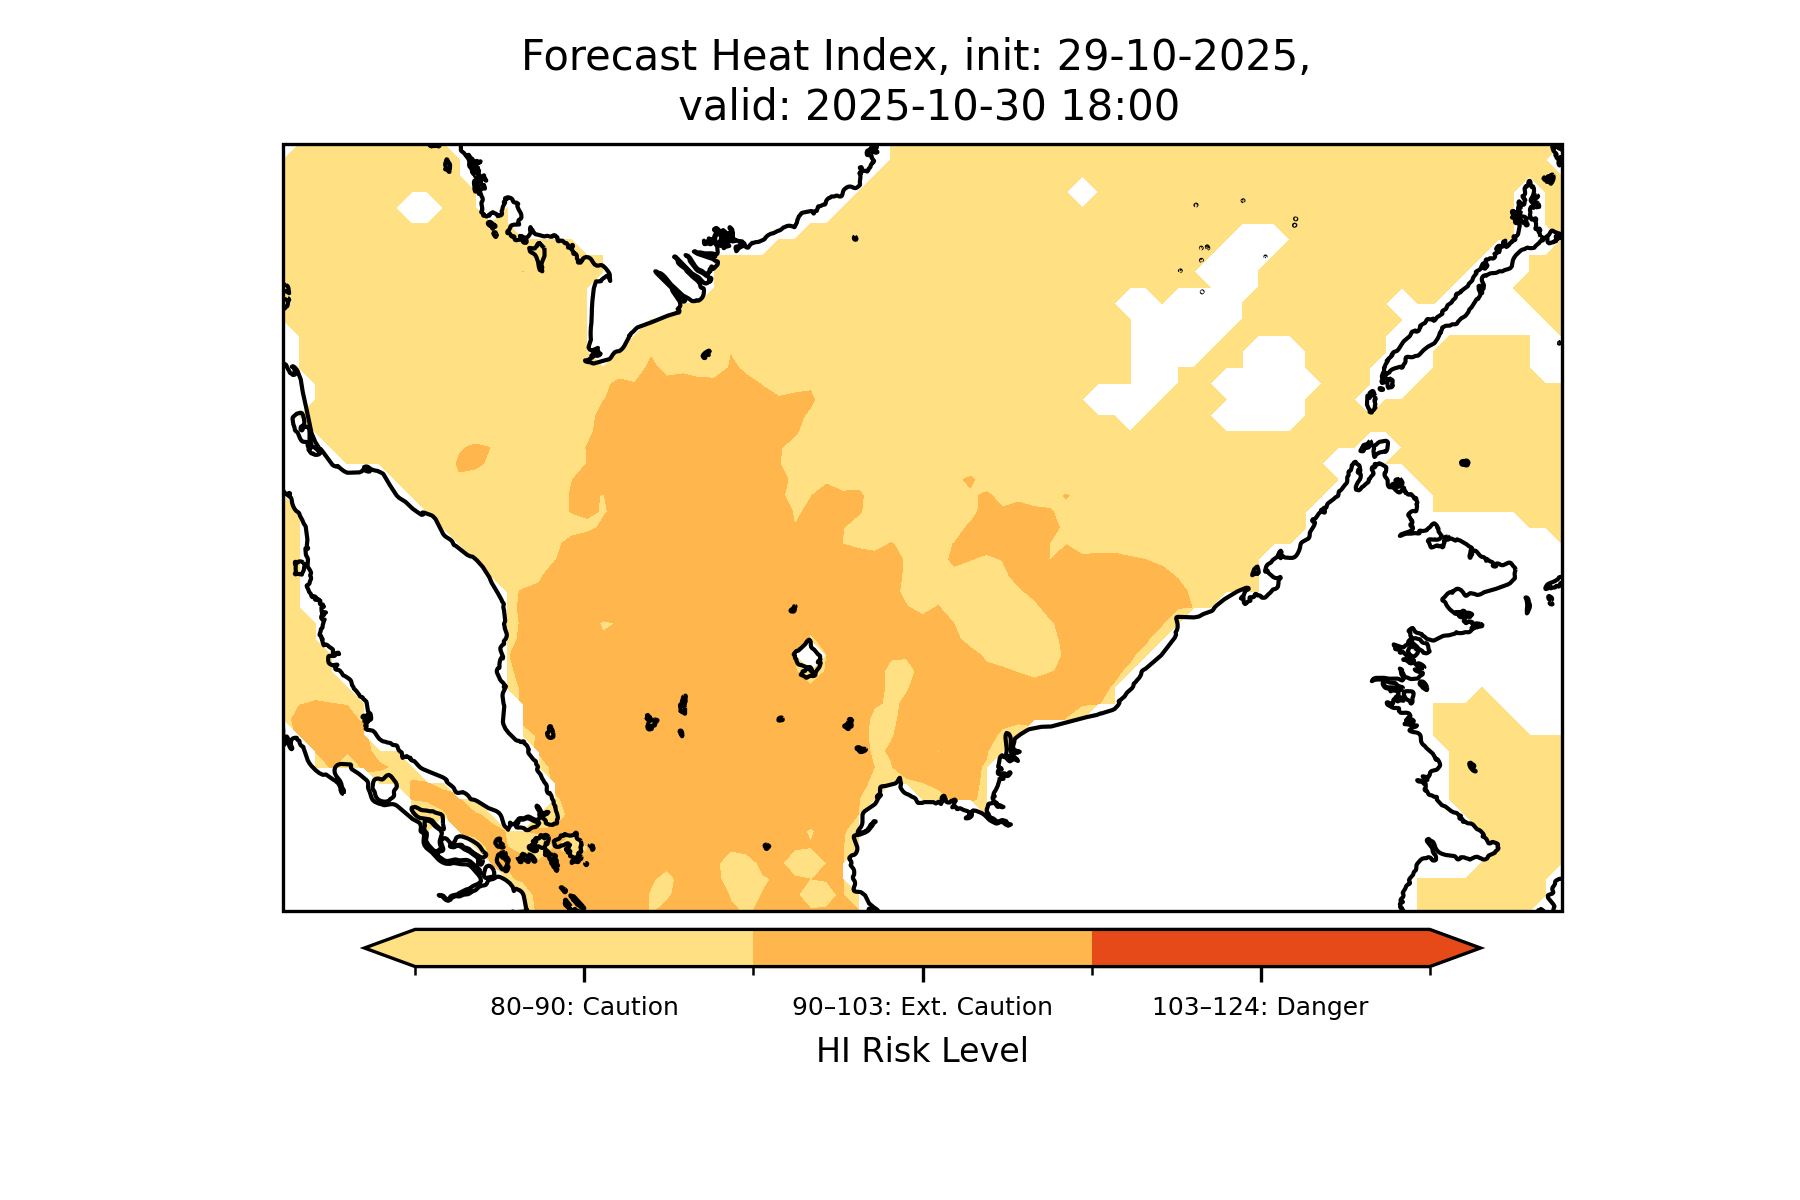 Forecast Heat Index, init: 29-10-2025,
valid: 2025-10-30 18:00
80–90: Caution
90–103: Ext. Caution
103–124: Danger
HI Risk Level